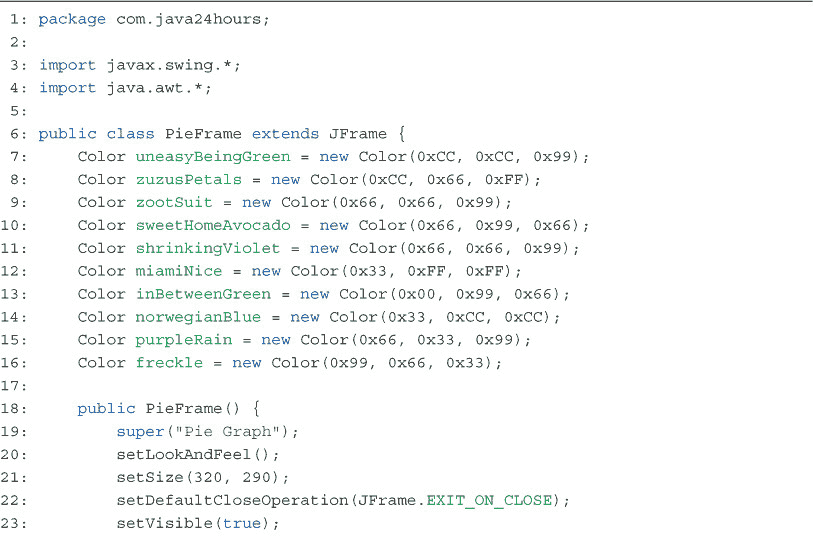 1: package com.java24hours;
2:
3: import javax.swing.*;
4: import java.awt.*;
5:
6: public class PieFrame extends JFrame {
7:     Color uneasyBeingGreen = new Color(0xCC, 0xCC, 0x99);
8:     Color zuzusPetals = new Color(0xCC, 0x66, 0xFF);
9:     Color zootSuit = new Color(0x66, 0x66, 0x99);
10:     Color sweetHomeAvocado = new Color(0x66, 0x99, 0x66);
11:     Color shrinkingViolet = new Color(0x66, 0x66, 0x99);
12:     Color miamiNice = new Color(0x33, 0xFF, 0xFF);
13:     Color inBetweenGreen = new Color(0x00, 0x99, 0x66);
14:     Color norwegianBlue = new Color(0x33, 0xCC, 0xCC);
15:     Color purpleRain = new Color(0x66, 0x33, 0x99);
16:     Color freckle = new Color(0x99, 0x66, 0x33);
17:
18:     public PieFrame() {
19:         super("Pie Graph");
20:         setLookAndFeel();
21:         setSize(320, 290);
22:         setDefaultCloseOperation(JFrame.EXIT_ON_CLOSE);
23:         setVisible(true);